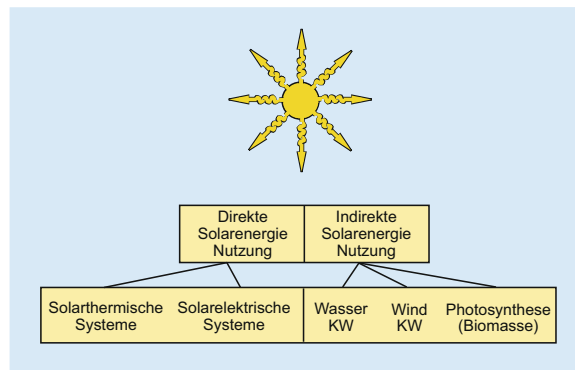 Direkte
Solarenergie
Nutzung
Indirekte
Solarenergie
Nutzung
Solarthermische
Systeme
Solarelektrische
Systeme
Wasser
KW
Wind
KW
Photosynthese
(Biomasse)